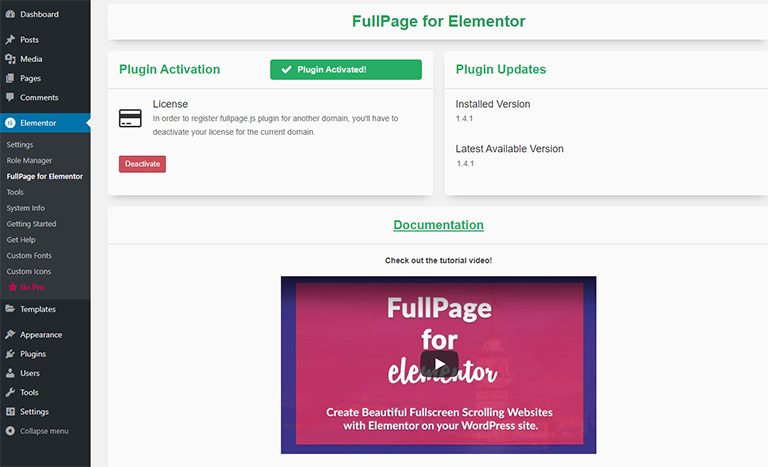 Dashboard
Posts
Media
Pages
Comments
Elementor
Settings
Role Manager
FullPage for Elementor
Tools
System Info
Getting Started
Get Help
Custom Fonts
Custom Icons
Go Pro
Templates
Appearance
Plugins
Users
Tools
Settings
Collapse menu
FullPage for Elementor
Plugin Activation
Plugin Activated!
License
In order to register fullpage.js plugin for another domain, you'll have to
deactivate your license for the current domain.
Deactivate
Plugin Updates
Installed Version
1.4.1
Latest Available Version
1.4.1
Documentation
Check out the tutorial video!
FullPage
for
elementor
Create Beautiful Fullscreen Scrolling Websites
with Elementor on your WordPress site.